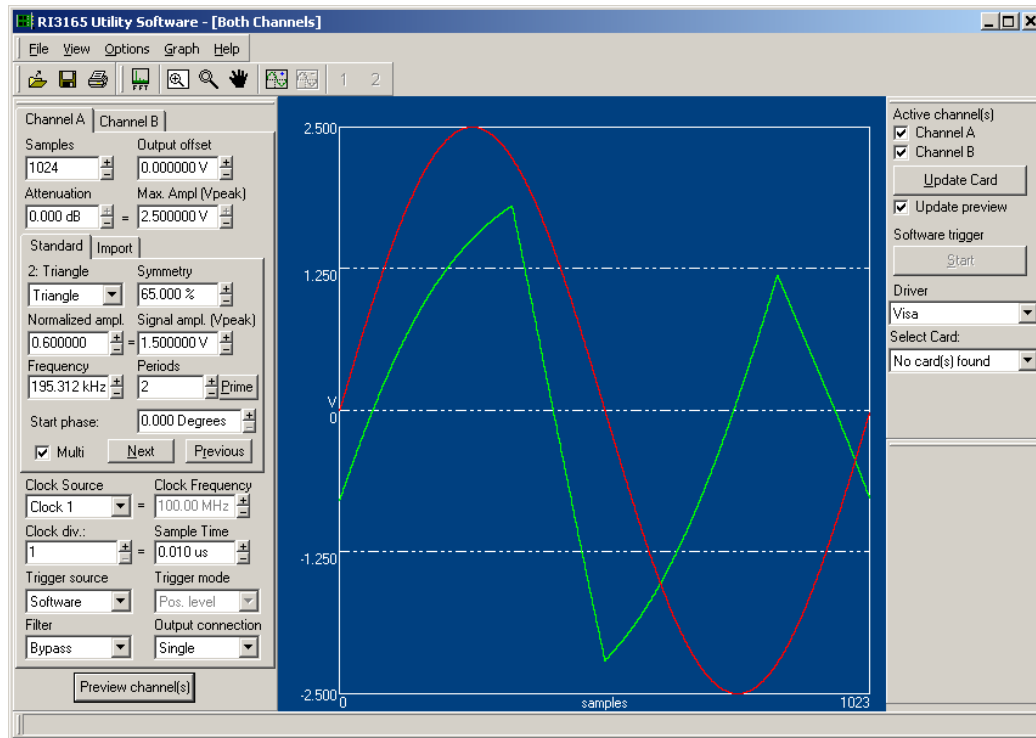 RI3165 Utility Software - [Both Channels]
File View Options Graph Help
FFT 1 2
Channel A Channel B
Samples Output offset
1024 0.000000 V
Attenuation Max. Ampl (Vpeak)
0.000 dB = 2.500000 V
Standard Import
2: Triangle Symmetry
Triangle 65.000 %
Normalized ampl. Signal ampl. (Vpeak)
0.600000 = 1.500000 V
Frequency Periods
195.312 kHz 2 Prime
Start phase: 0.000 Degrees
Multi Next Previous
Clock Source Clock Frequency
Clock 1 = 100.00 MHz
Clock div.: Sample Time
1 = 0.010 us
Trigger source Trigger mode
Software Pos. level
Filter Output connection
Bypass Single
Preview channel(s)
2.500
1.250
V
0
-1.250
-2.500
0 samples 1023
Active channel(s)
Channel A
Channel B
Update Card
Update preview
Software trigger
Start
Driver
Visa
Select Card:
No card(s) found